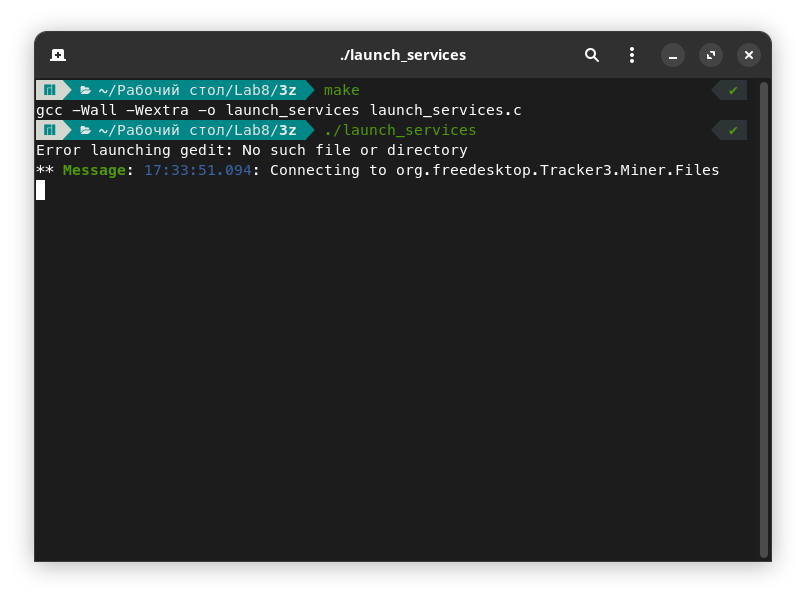 ./launch_services
~/Рабочий стол/Lab8/3z make ✔
gcc -Wall -Wextra -o launch_services launch_services.c
~/Рабочий стол/Lab8/3z ./launch_services ✔
Error launching gedit: No such file or directory
** Message: 17:33:51.094: Connecting to org.freedesktop.Tracker3.Miner.Files